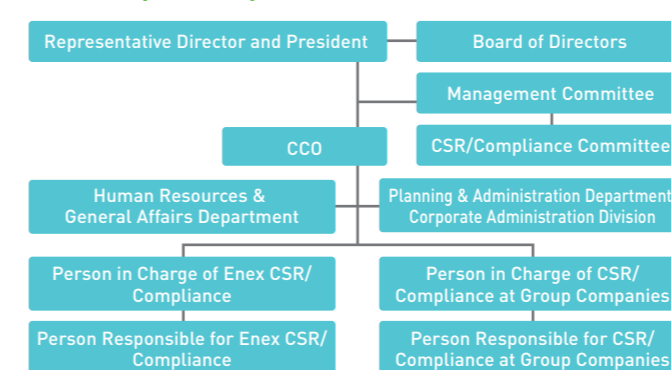 Representative Director and President
Board of Directors
Management Committee
CCO
CSR/Compliance Committee
Human Resources &
General Affairs Department
Planning & Administration Department
Corporate Administration Division
Person in Charge of Enex CSR/
Compliance
Person in Charge of CSR/
Compliance at Group Companies
Person Responsible for Enex CSR/
Compliance
Person Responsible for CSR/
Compliance at Group Companies